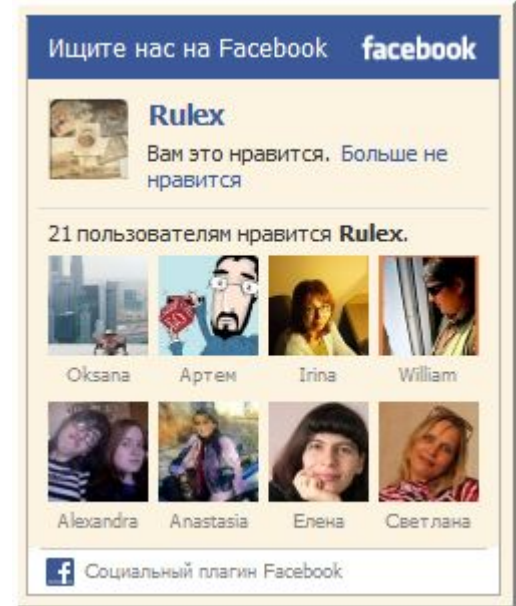 Ищите нас на Facebook facebook
Rulex
Вам это нравится. Больше не
нравится
21 пользователям нравится Rulex.
Oksana Артем Irina William
Alexandra Anastasia Елена Светлана
f Социальный плагин Facebook